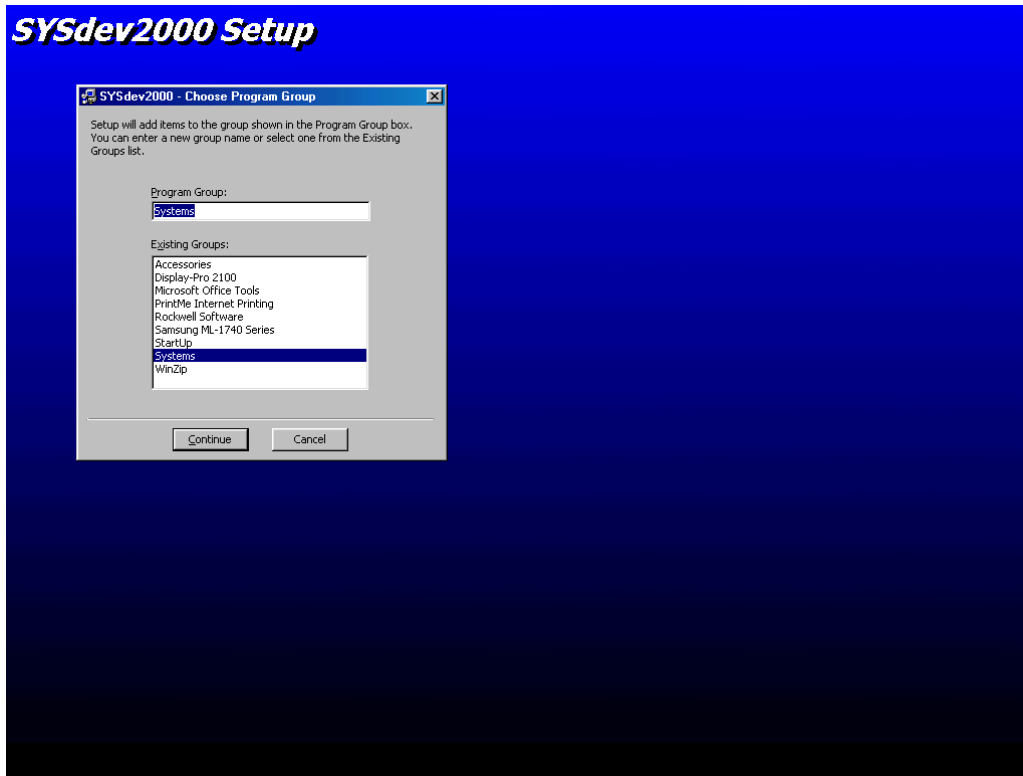 SYSdev2000 Setup
SYSdev2000 - Choose Program Group
Setup will add items to the group shown in the Program Group box.
You can enter a new group name or select one from the Existing
Groups list.
Program Group:
Systems
Existing Groups:
Accessories
Display-Pro 2100
Microsoft Office Tools
PrintMe Internet Printing
Rockwell Software
Samsung ML-1740 Series
StartUp
Systems
WinZip
Continue Cancel